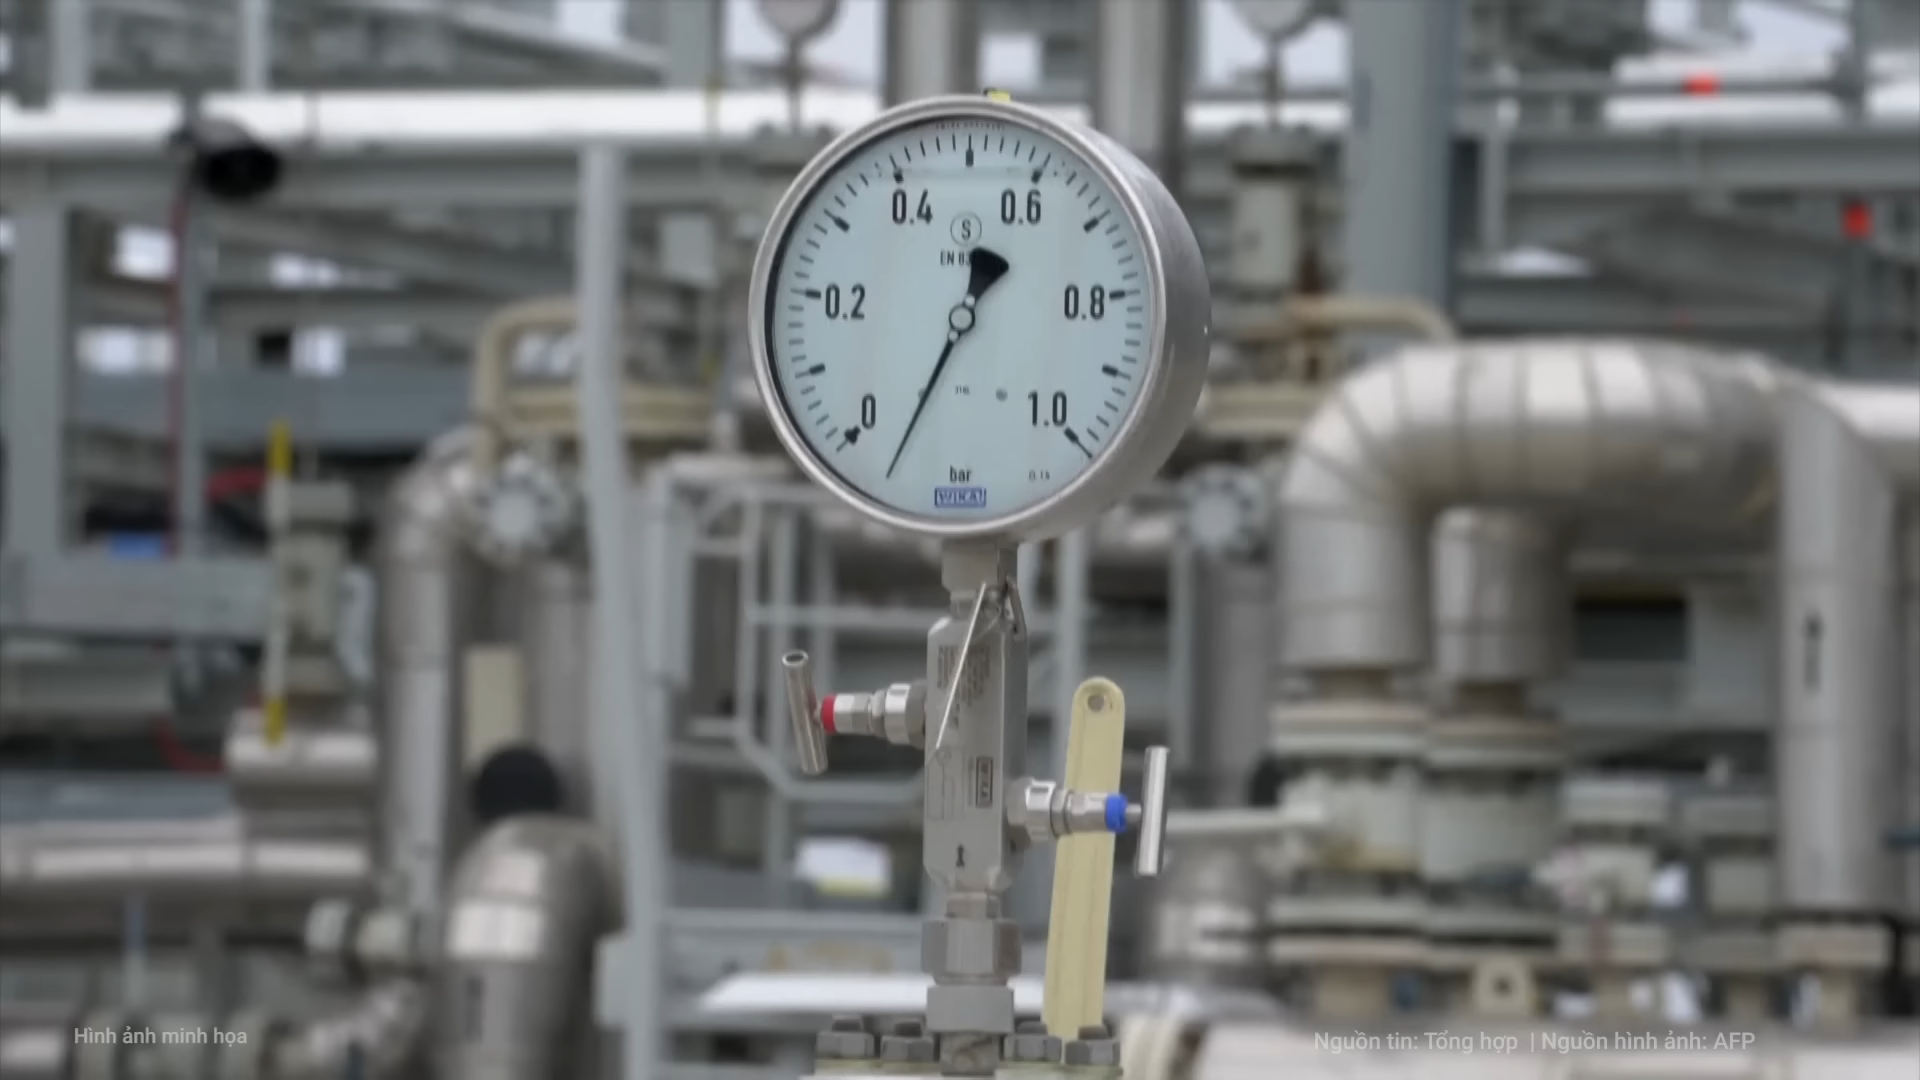 0.4
0.6
S
0.2
0.8
0
1.0
bar
WIKA
WIKA
Hình ảnh minh họa
Nguồn tin: Tổng hợp | Nguồn hình ảnh: AFP